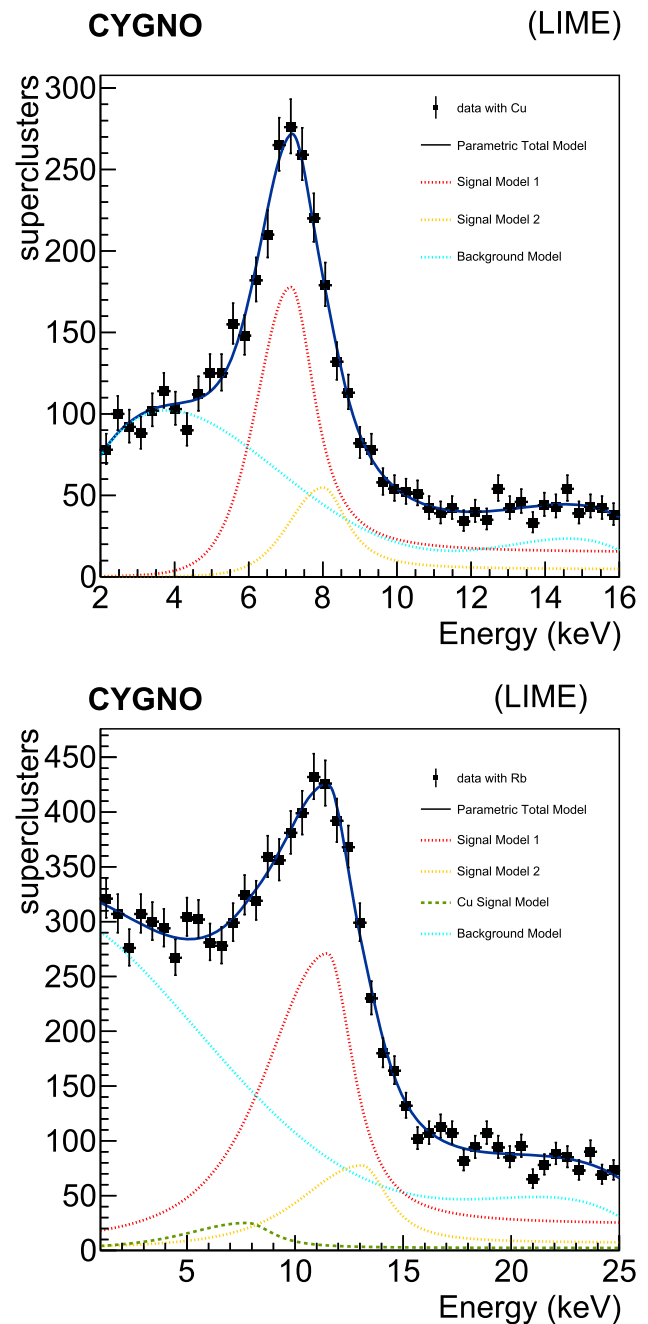 CYGNO (LIME)
superclusters
300
250
200
150
100
50
0
data with Cu
Parametric Total Model
Signal Model 1
Signal Model 2
Background Model
2 4 6 8 10 12 14 16
Energy (keV)
CYGNO (LIME)
superclusters
450
400
350
300
250
200
150
100
50
0
data with Rb
Parametric Total Model
Signal Model 1
Signal Model 2
Cu Signal Model
Background Model
5 10 15 20 25
Energy (keV)